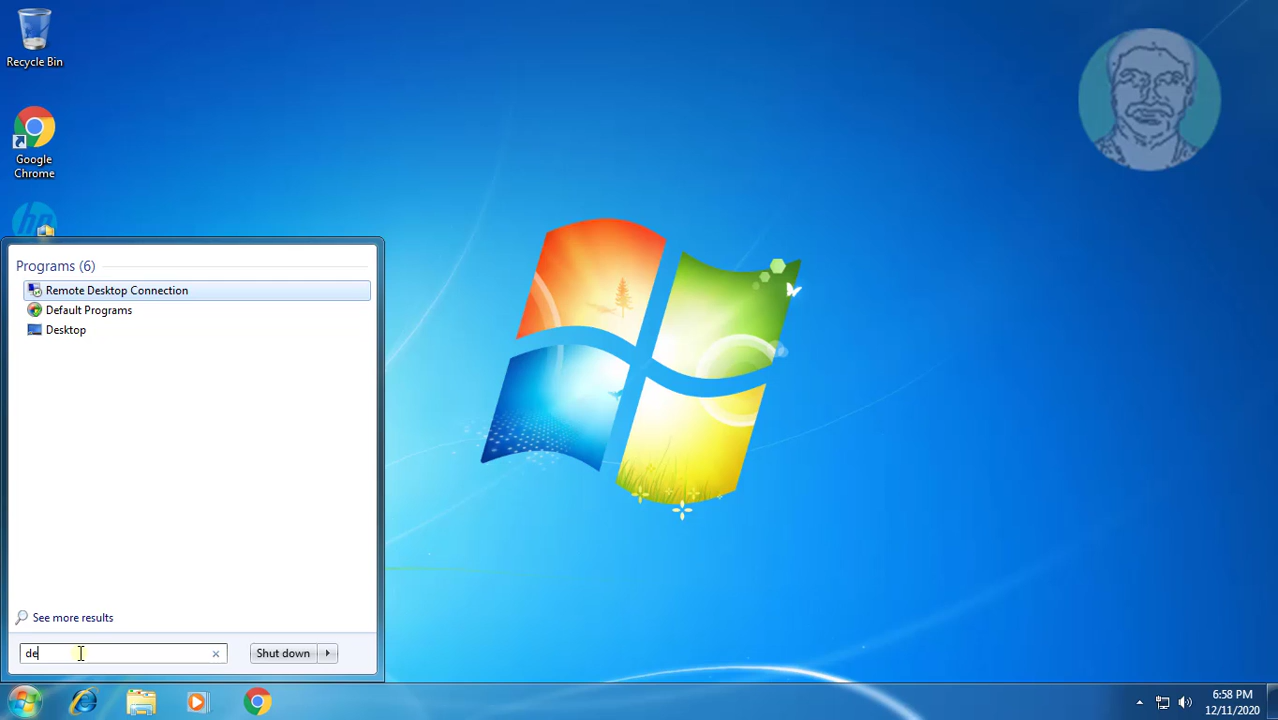 Recycle Bin
Google
Chrome
hp
Programs (6)
Remote Desktop Connection
Default Programs
Desktop
See more results
de
Shut down
6:58 PM
12/11/2020